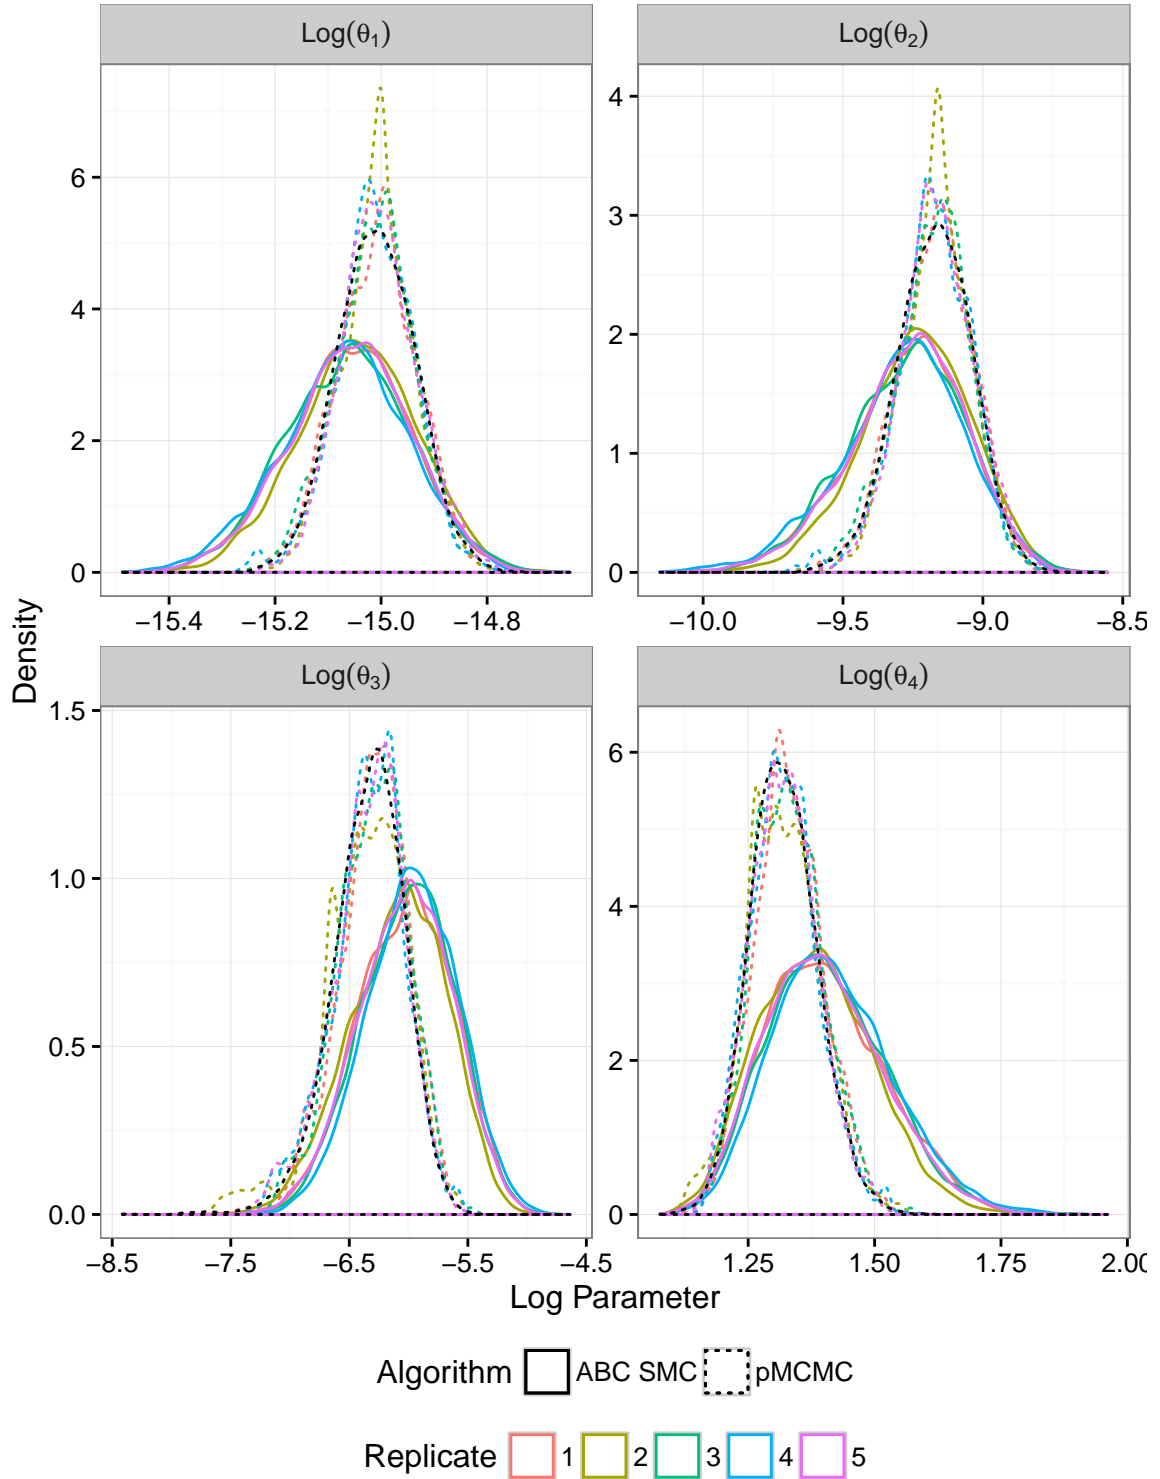 Log(θ₁) Log(θ₂)
6 4 2 0
4 3 2 1 0
−15.4 −15.2 −15.0 −14.8
−10.0 −9.5 −9.0 −8.5
Density
Log(θ₃) Log(θ₄)
1.5 1.0 0.5 0.0
6 4 2 0
−8.5 −7.5 −6.5 −5.5 −4.5
1.25 1.50 1.75 2.00
Log Parameter
Algorithm ABC SMC pMCMC
Replicate 1 2 3 4 5